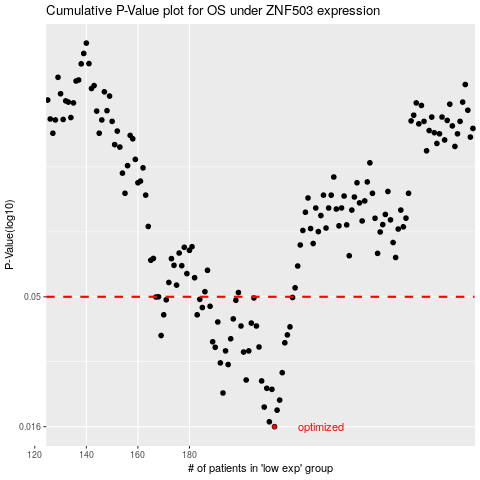 Cumulative P-Value plot for OS under ZNF503 expression
P-Value(log10)
0.05
0.016
optimized
120 140 160 180
# of patients in 'low exp' group